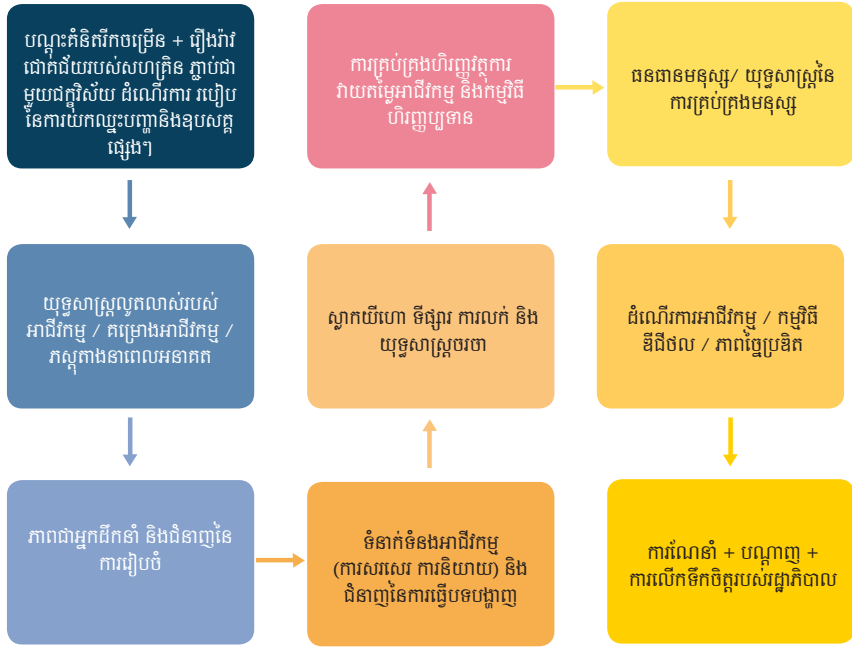 បណ្តុះគំនិតរីកចម្រើន + រឿងរ៉ាវ
ជោគជ័យរបស់សហគ្រិន ភ្ជាប់ជា
មួយជក្ខុវិស័យ ដំណើរការ របៀប
នៃការយកឈ្នះបញ្ហានិងឧបសគ្គ
ផ្សេងៗ
យុទ្ធសាស្ត្រលូតលាស់របស់
អាជីវកម្ម / គម្រោងអាជីវកម្ម /
ភស្តុតាងនាពេលអនាគត
ភាពជាអ្នកដឹកនាំ និងជំនាញនៃ
ការរៀបចំ
ទំនាក់ទំនងអាជីវកម្ម
(ការសរសេរ ការនិយាយ) និង
ជំនាញនៃការធ្វើបទបង្ហាញ
ស្លាកយីហោ ទីផ្សារ ការលក់ និង
យុទ្ធសាស្ត្រចរចា
ការគ្រប់គ្រងហិរញ្ញវត្ថុការ
វាយតម្លៃអាជីវកម្ម និងកម្មវិធី
ហិរញ្ញប្បទាន
ធនធានមនុស្ស/ យុទ្ធសាស្ត្រនៃ
ការគ្រប់គ្រងមនុស្ស
ដំណើរការអាជីវកម្ម / កម្មវិធី
ឌីជីថល / ភាពច្នៃប្រឌិត
ការណែនាំ + បណ្តាញ +
ការលើកទឹកចិត្តរបស់រដ្ឋាភិបាល